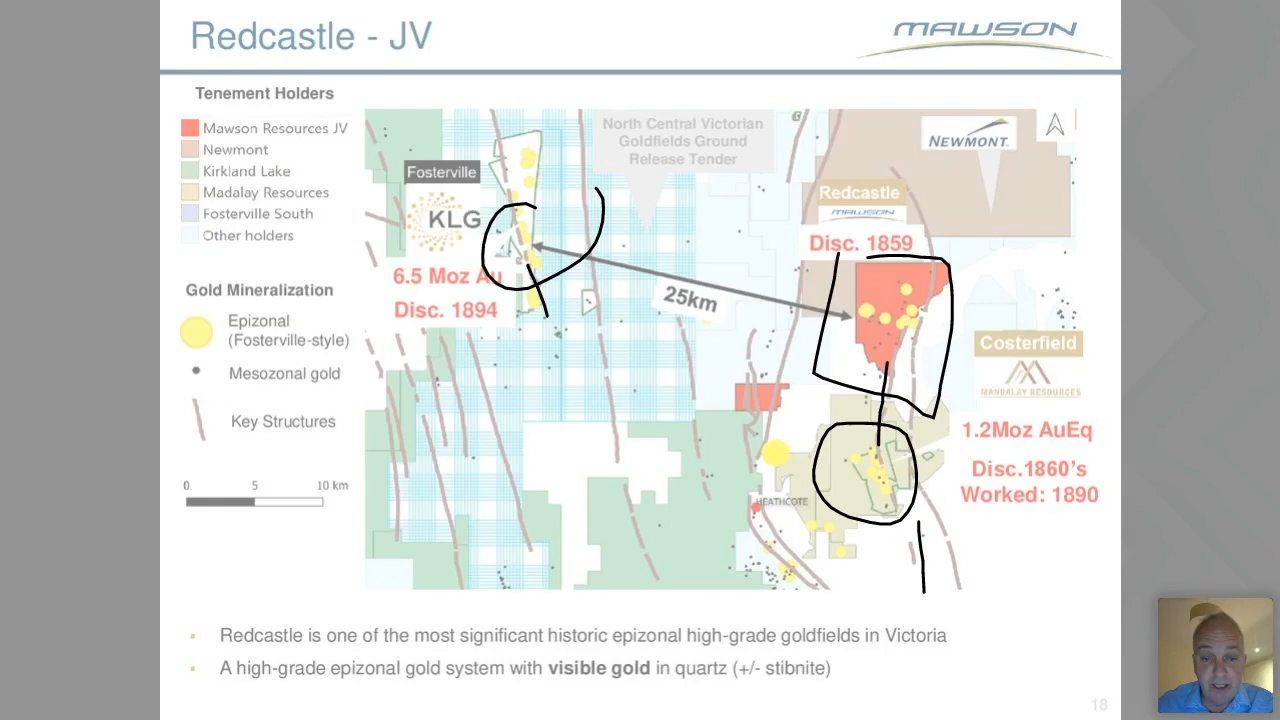 Redcastle - JV
MAWSON
Tenement Holders
Mawson Resources JV
Newmont
Kirkland Lake
Madalay Resources
Fosterville South
Other holders
Gold Mineralization
Epizonal
(Fosterville-style)
Mesozonal gold
Key Structures
0 5 10 km
North Central Victorian
Goldfields Ground
Release Tender
NEWMONT
Fosterville
KLG
6.5 Moz Au
Disc. 1894
Redcastle
MAWSON
Disc. 1859
25km
Costerfield
MANDALAY RESOURCES
1.2Moz AuEq
Disc.1860's
Worked: 1890
HEATHCOTE
▪ Redcastle is one of the most significant historic epizonal high-grade goldfields in Victoria
▪ A high-grade epizonal gold system with visible gold in quartz (+/- stibnite)
18